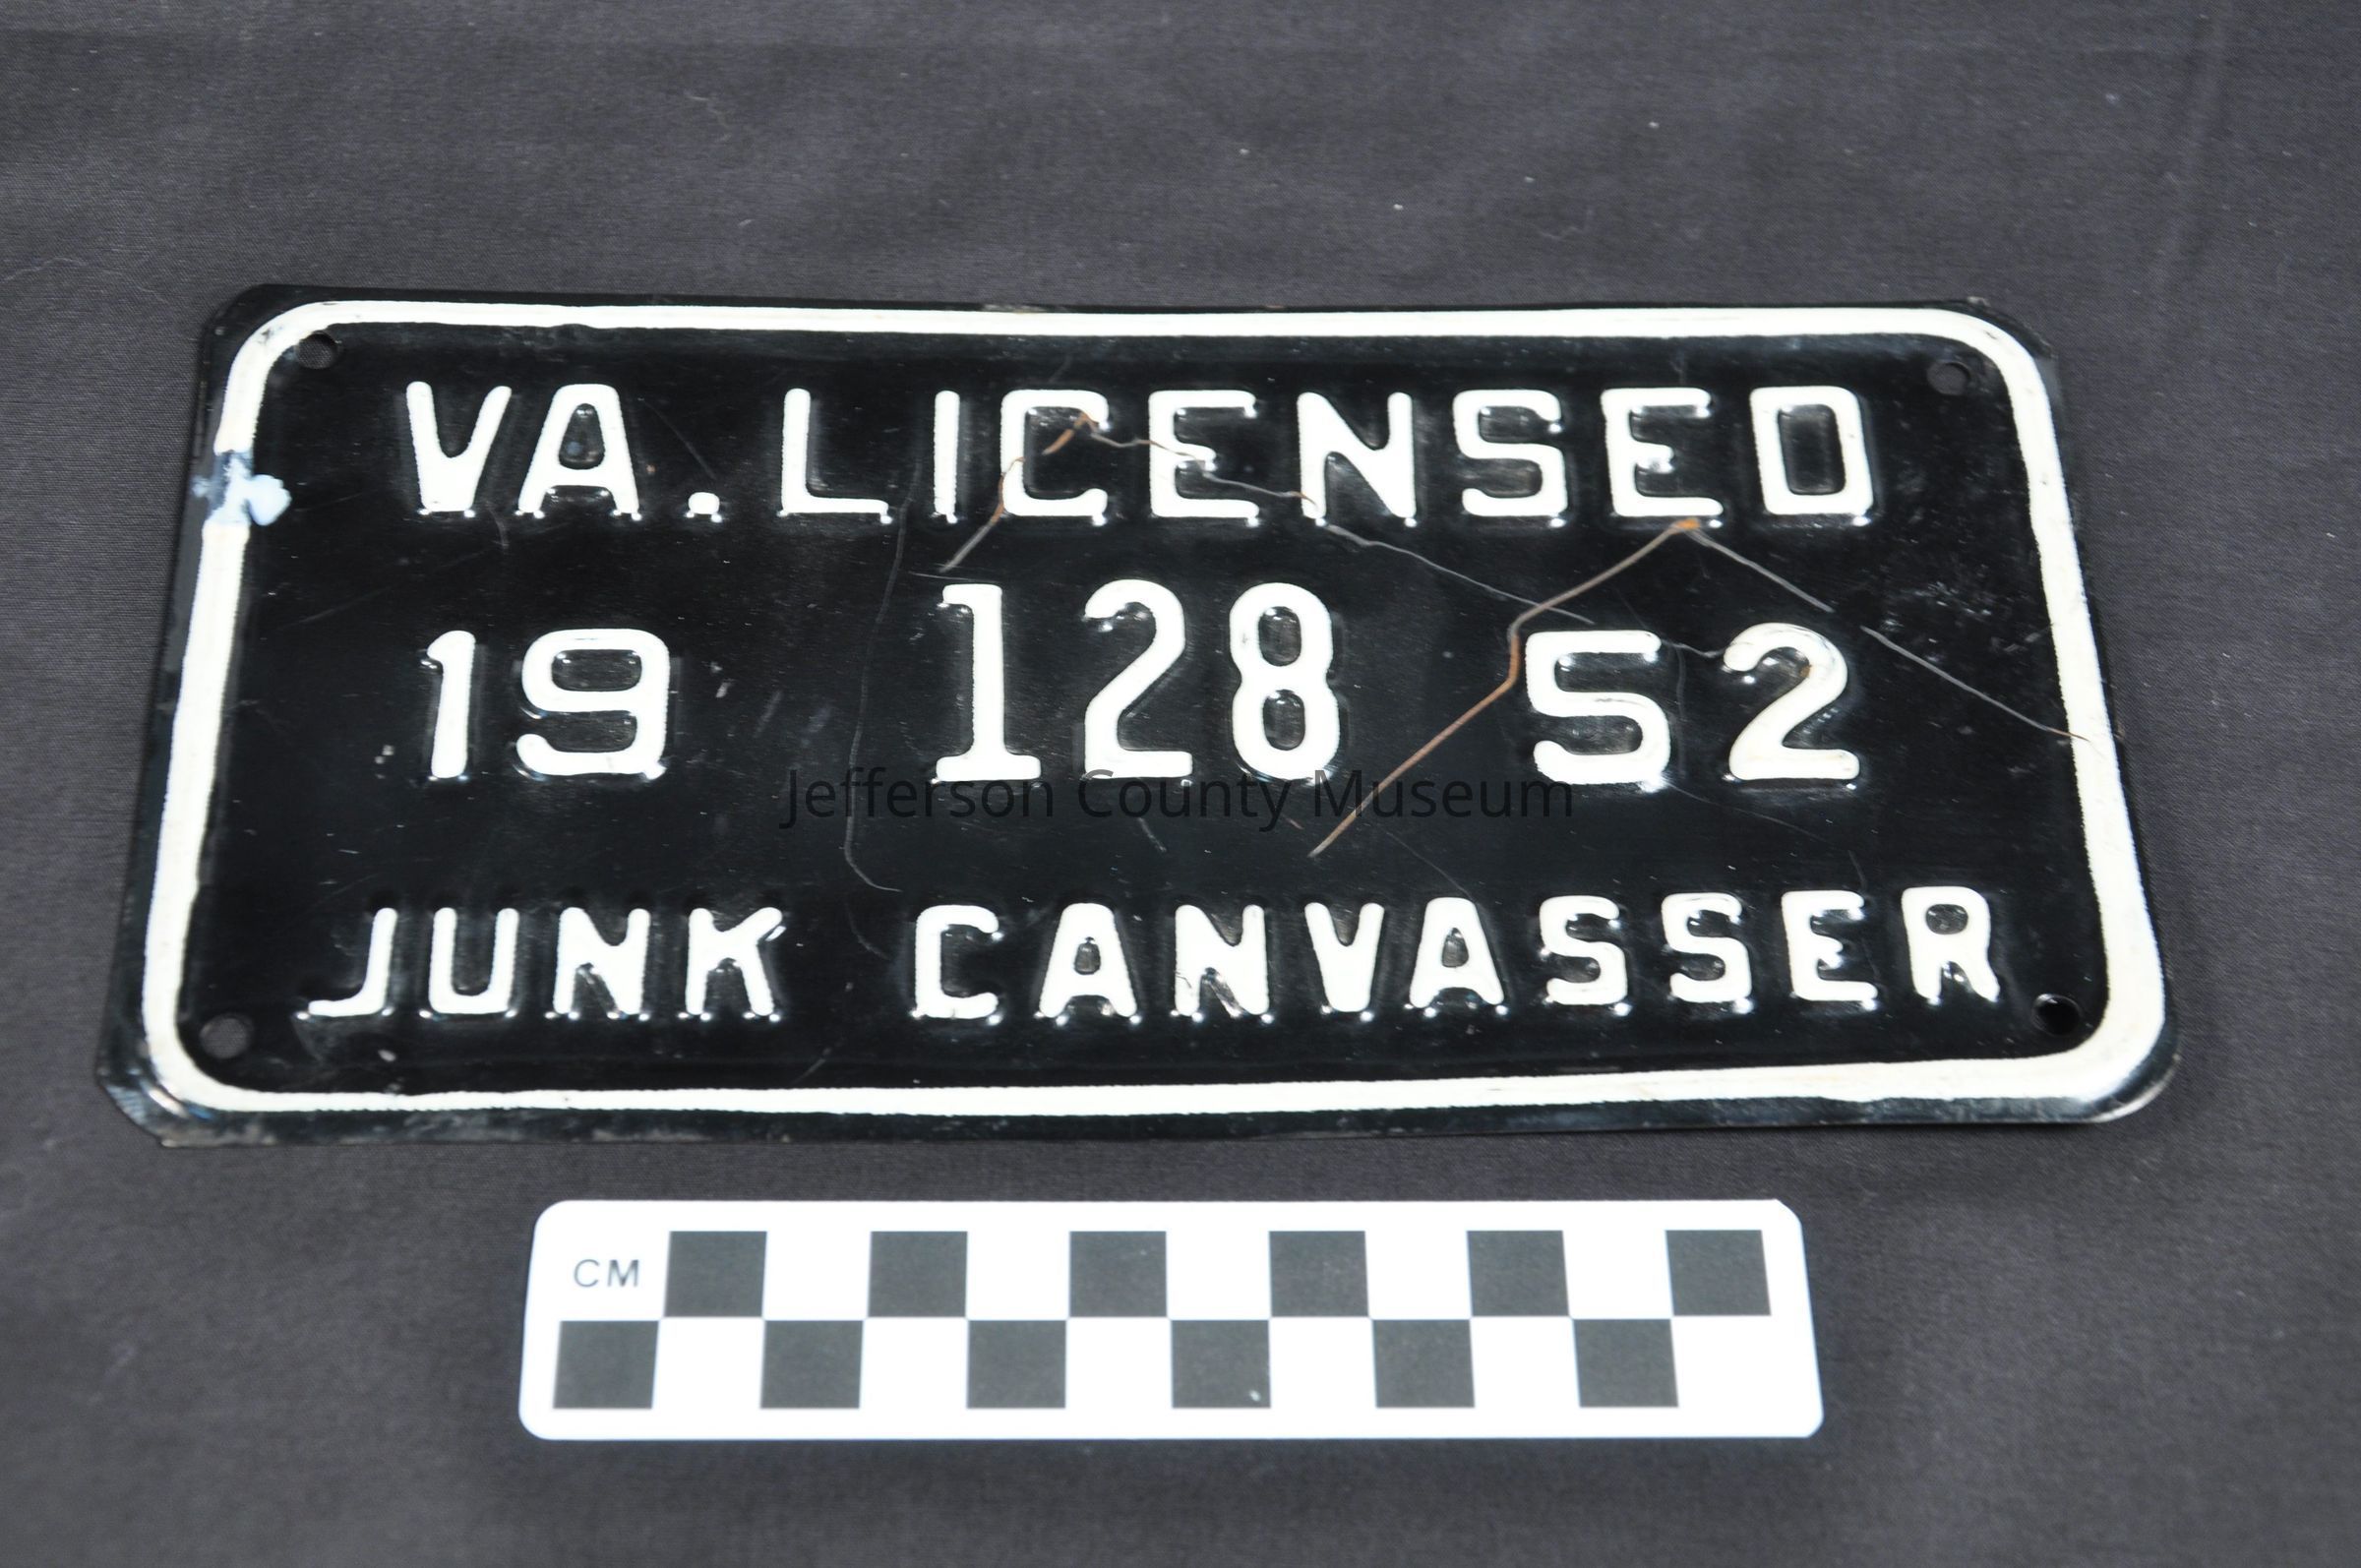 VA. LICENSED
19 128 52
Jefferson County Museum
JUNK CANVASSER
CM